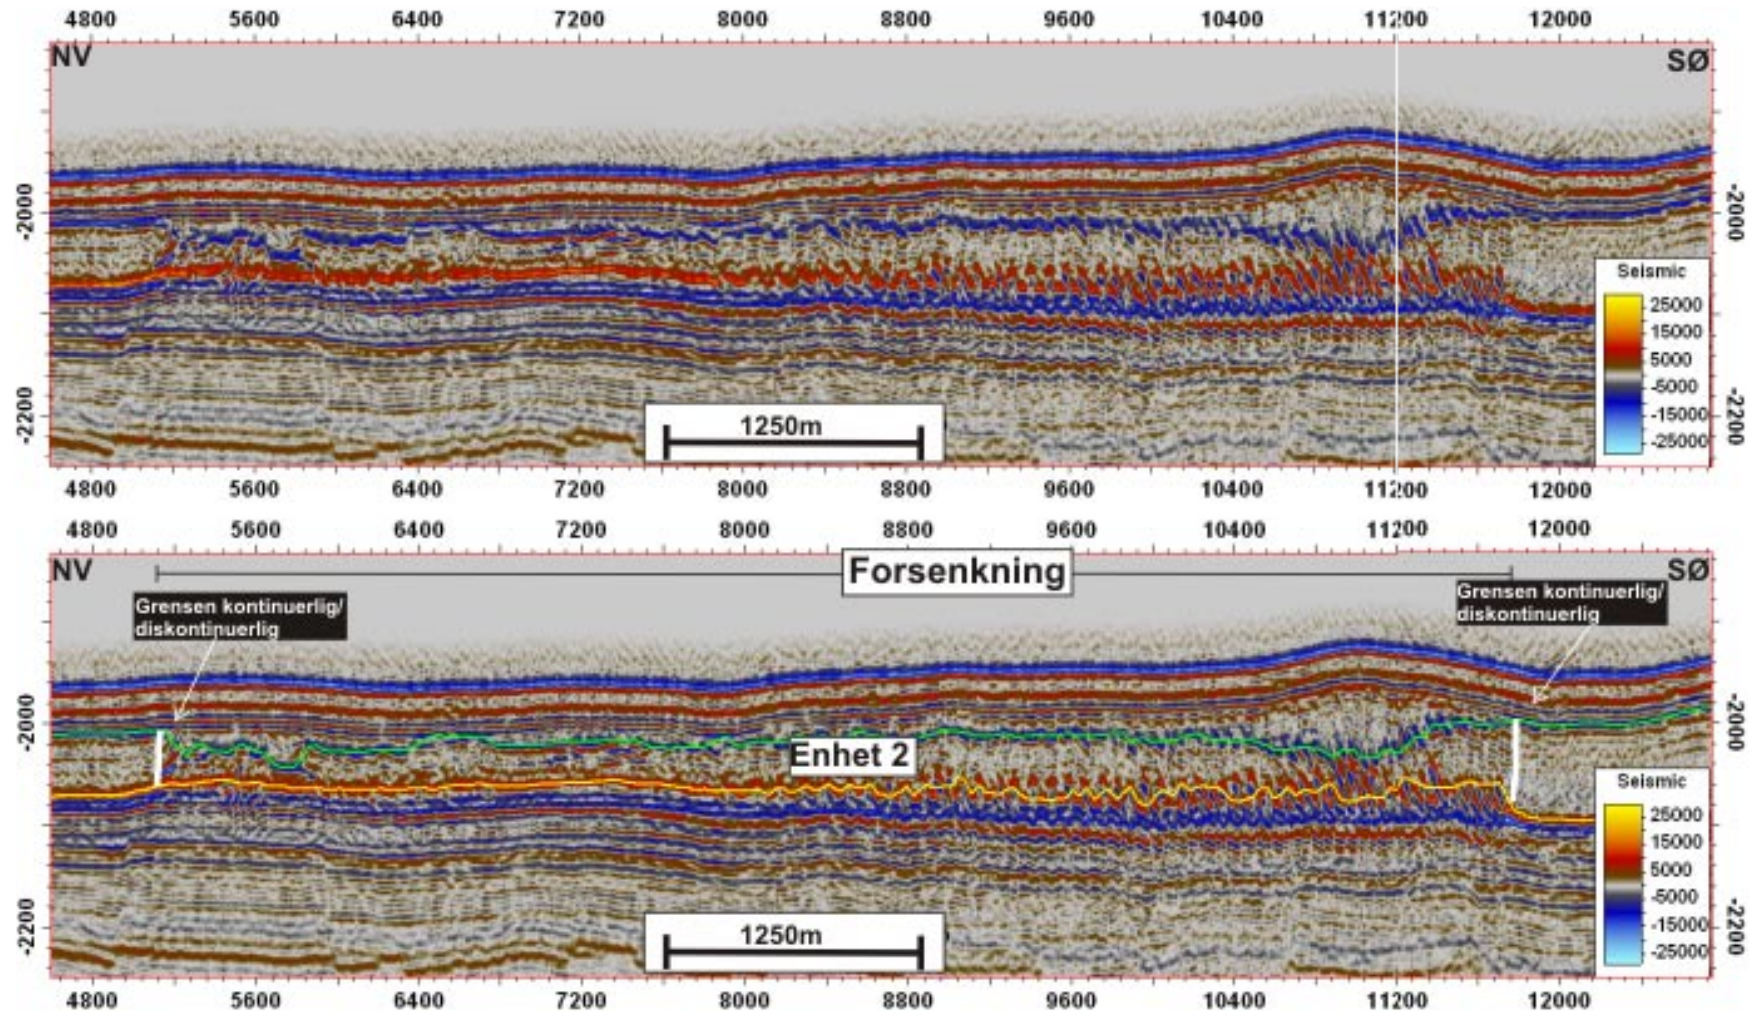 4800 5600 6400 7200 8000 8800 9600 10400 11200 12000
NV SØ
-2000 -2000
Seismic
25000
15000
5000
-5000
-15000
-25000
-2200 -2200
1250m
4800 5600 6400 7200 8000 8800 9600 10400 11200 12000
4800 5600 6400 7200 8000 8800 9600 10400 11200 12000
NV Forsenkning SØ
Grensen kontinuerlig/
diskontinuerlig
Grensen kontinuerlig/
diskontinuerlig
-2000 -2000
Enhet 2
Seismic
25000
15000
5000
-5000
-15000
-25000
-2200 -2200
1250m
4800 5600 6400 7200 8000 8800 9600 10400 11200 12000